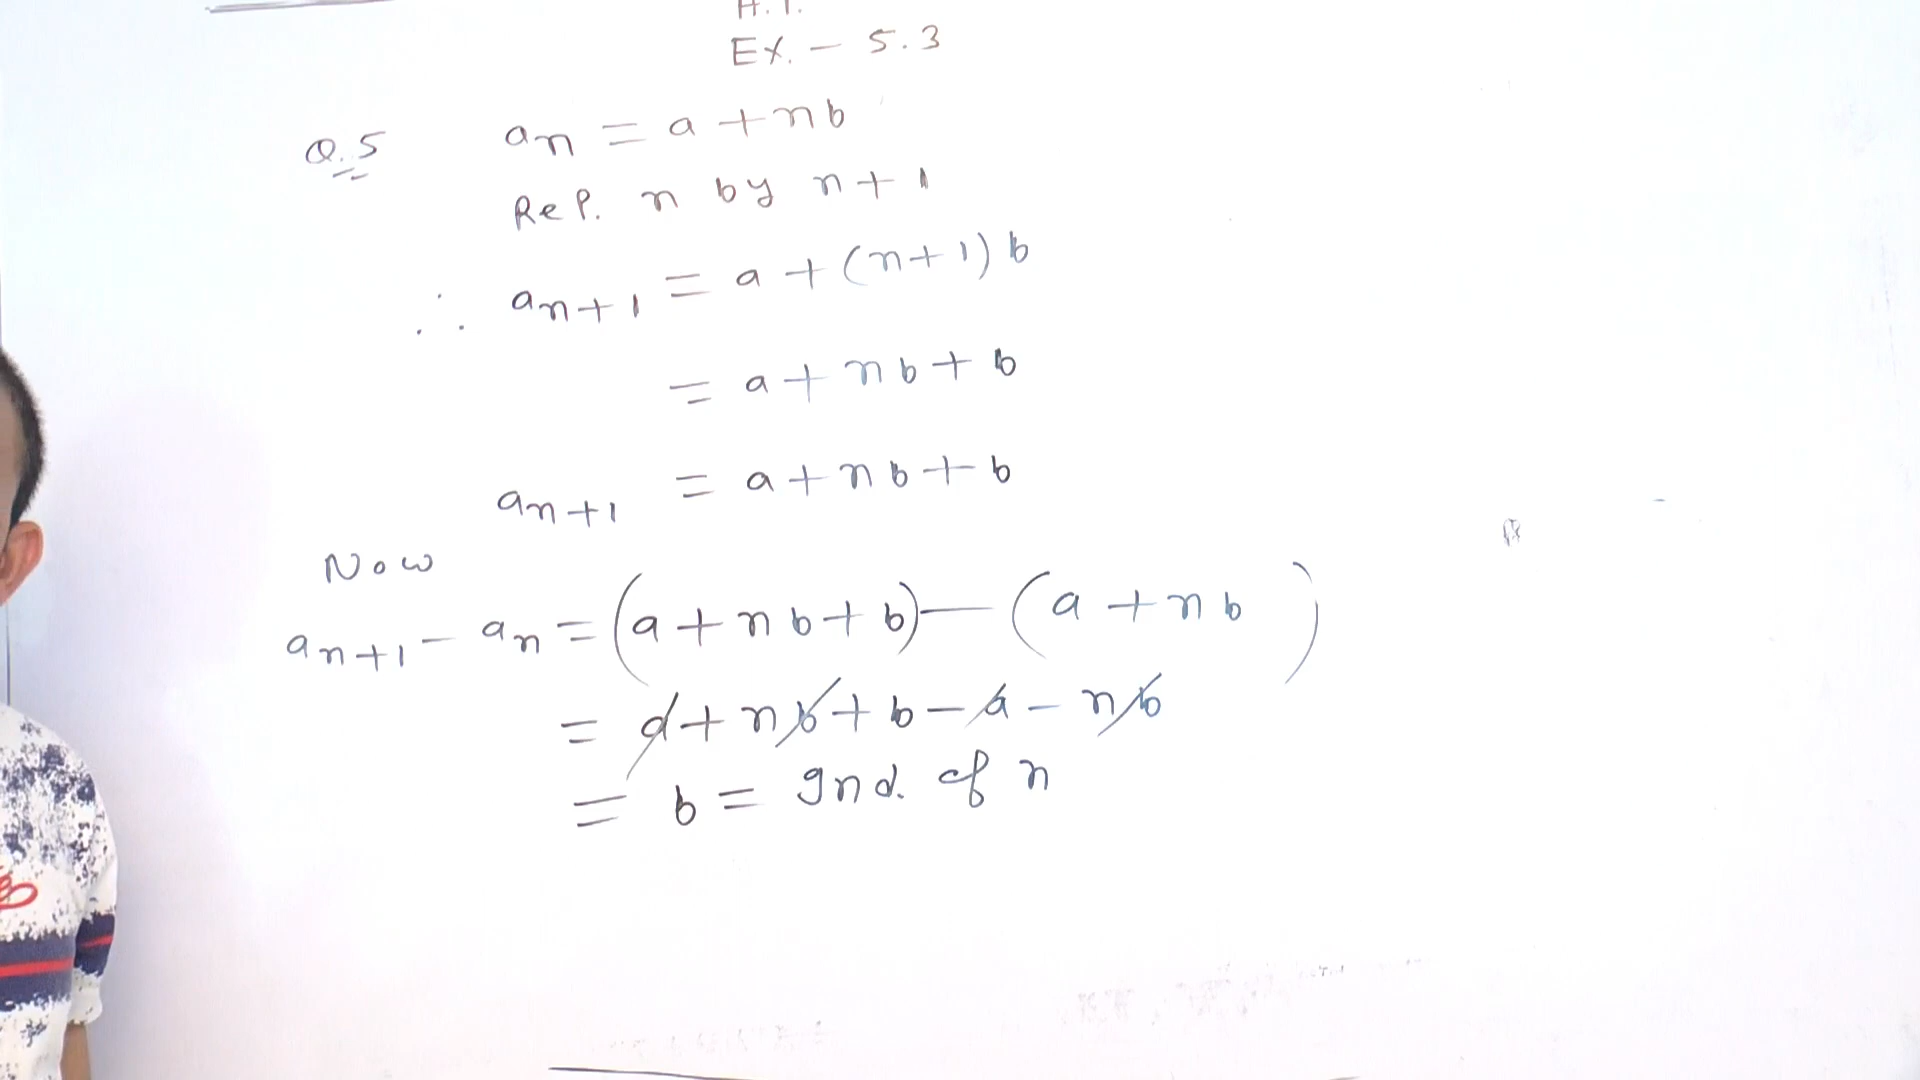 H.T.
EX. - 5.3
Q.5 an = a + nb
Rep. n by n + 1
∴ an+1 = a + (n + 1) b
= a + nb + b
an+1 = a + nb + b
Now
an+1 - an = (a + nb + b) - (a + nb)
= a + nb + b - a - nb
= b = Ind. of n